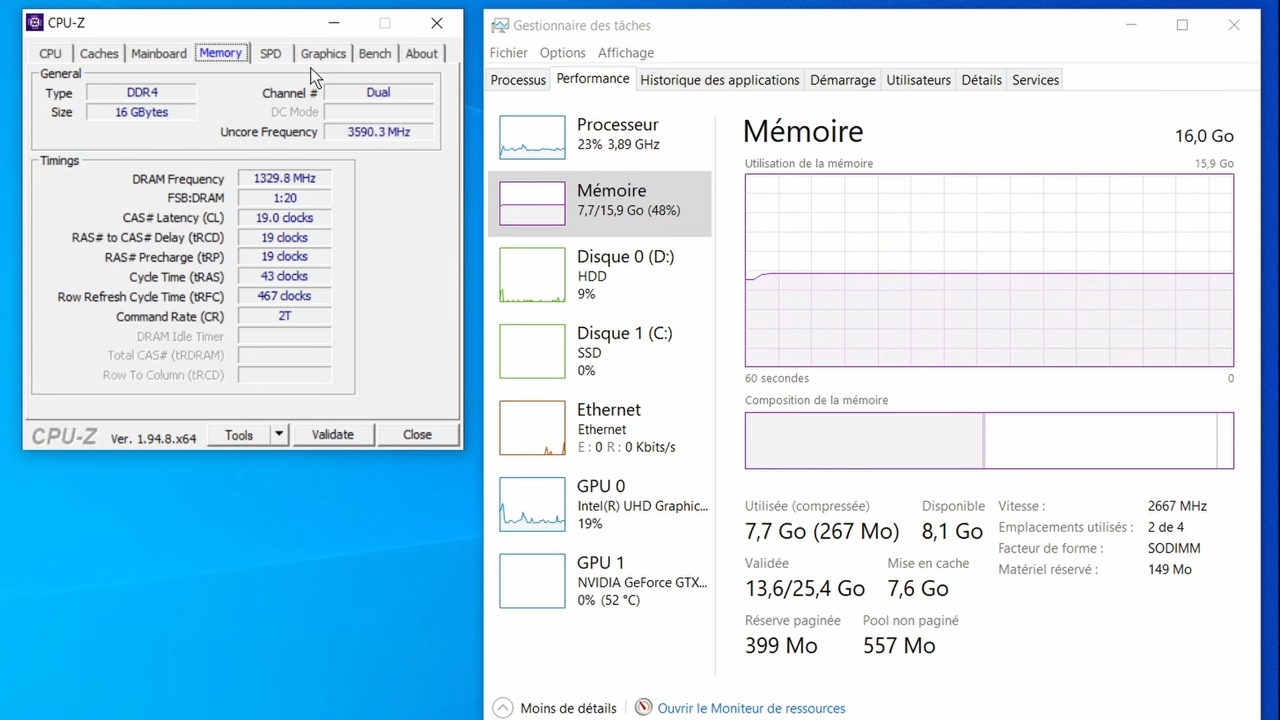 CPU-Z
CPU Caches Mainboard Memory SPD Graphics Bench About
General
Type DDR4 Channel # Dual
Size 16 GBytes DC Mode
Uncore Frequency 3590.3 MHz
Timings
DRAM Frequency 1329.8 MHz
FSB:DRAM 1:20
CAS# Latency (CL) 19.0 clocks
RAS# to CAS# Delay (tRCD) 19 clocks
RAS# Precharge (tRP) 19 clocks
Cycle Time (tRAS) 43 clocks
Row Refresh Cycle Time (tRFC) 467 clocks
Command Rate (CR) 2T
DRAM Idle Timer
Total CAS# (tRDRAM)
Row To Column (tRCD)
CPU-Z Ver. 1.94.8.x64 Tools Validate Close
Gestionnaire des tâches
Fichier Options Affichage
Processus Performance Historique des applications Démarrage Utilisateurs Détails Services
Processeur
23% 3,89 GHz
Mémoire
7,7/15,9 Go (48%)
Disque 0 (D:)
HDD
9%
Disque 1 (C:)
SSD
0%
Ethernet
Ethernet
E : 0 R : 0 Kbits/s
GPU 0
Intel(R) UHD Graphic...
19%
GPU 1
NVIDIA GeForce GTX...
0% (52 °C)
Mémoire 16,0 Go
Utilisation de la mémoire 15,9 Go
60 secondes 0
Composition de la mémoire
Utilisée (compressée) Disponible
7,7 Go (267 Mo) 8,1 Go
Validée Mise en cache
13,6/25,4 Go 7,6 Go
Réserve paginée Pool non paginé
399 Mo 557 Mo
Vitesse : 2667 MHz
Emplacements utilisés : 2 de 4
Facteur de forme : SODIMM
Matériel réservé : 149 Mo
Moins de détails Ouvrir le Moniteur de ressources